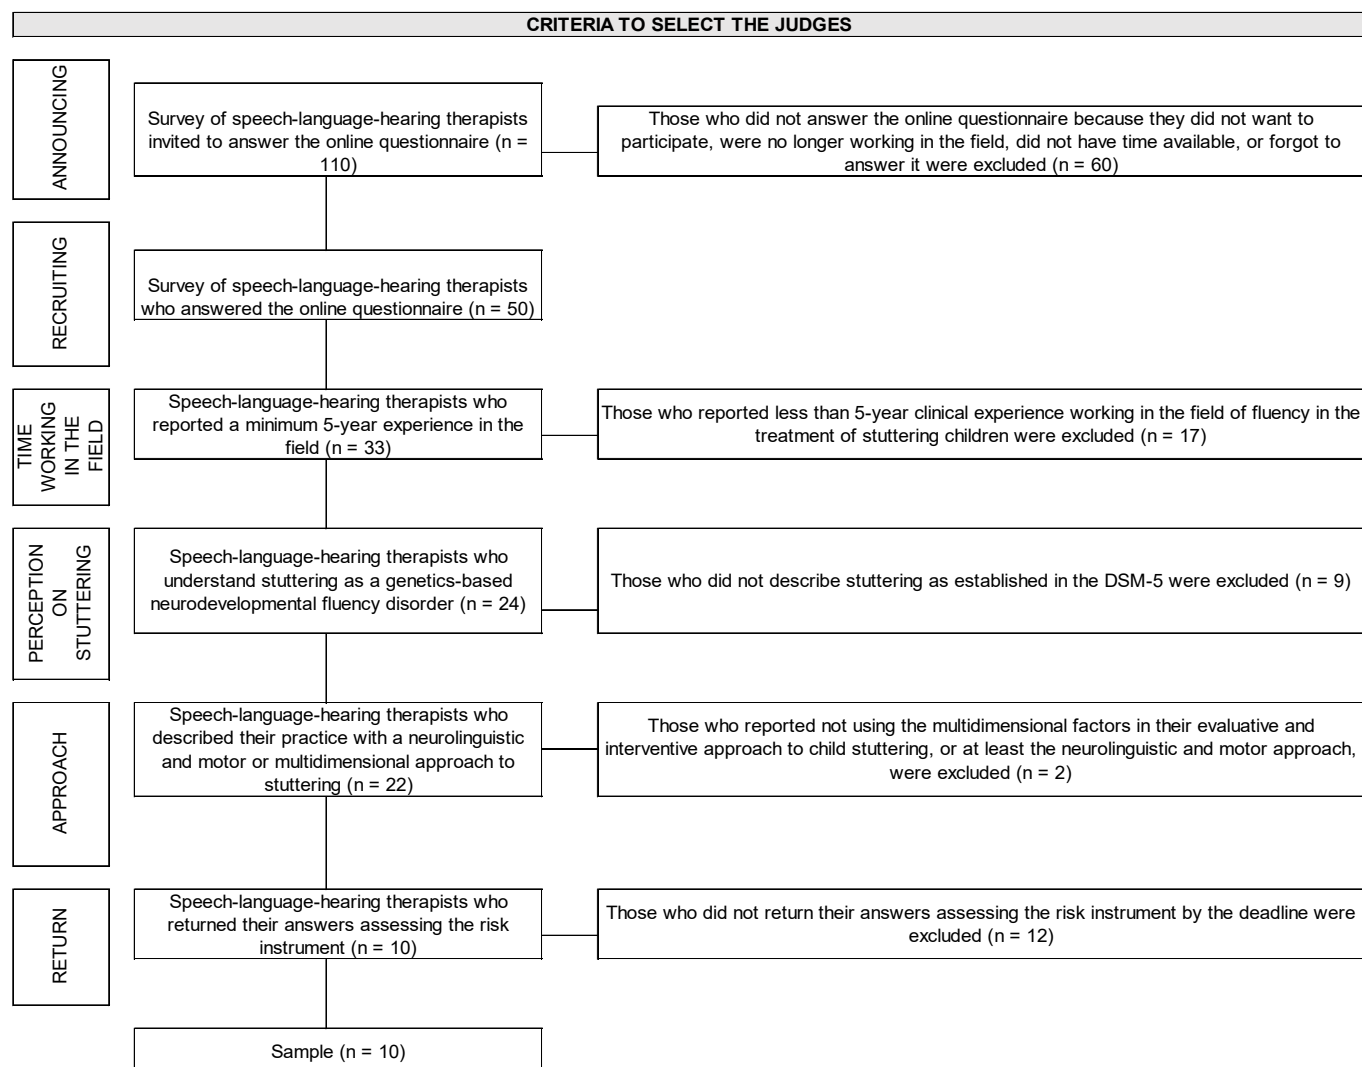 CRITERIA TO SELECT THE JUDGES
ANNOUNCING
Survey of speech-language-hearing therapists
invited to answer the online questionnaire (n =
110)
Those who did not answer the online questionnaire because they did not want to
participate, were no longer working in the field, did not have time available, or forgot to
answer it were excluded (n = 60)
RECRUITING
Survey of speech-language-hearing therapists
who answered the online questionnaire (n = 50)
TIME
WORKING
IN THE
FIELD
Speech-language-hearing therapists who
reported a minimum 5-year experience in the
field (n = 33)
Those who reported less than 5-year clinical experience working in the field of fluency in the
treatment of stuttering children were excluded (n = 17)
PERCEPTION
ON
STUTTERING
Speech-language-hearing therapists who
understand stuttering as a genetics-based
neurodevelopmental fluency disorder (n = 24)
Those who did not describe stuttering as established in the DSM-5 were excluded (n = 9)
APPROACH
Speech-language-hearing therapists who
described their practice with a neurolinguistic
and motor or multidimensional approach to
stuttering (n = 22)
Those who reported not using the multidimensional factors in their evaluative and
interventive approach to child stuttering, or at least the neurolinguistic and motor approach,
were excluded (n = 2)
RETURN
Speech-language-hearing therapists who
returned their answers assessing the risk
instrument (n = 10)
Those who did not return their answers assessing the risk instrument by the deadline were
excluded (n = 12)
Sample (n = 10)